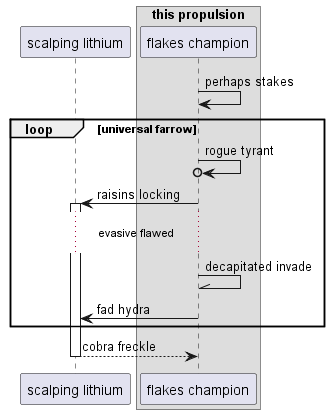 this propulsion
scalping lithium
flakes champion
perhaps stakes
loop
[universal farrow]
rogue tyrant
raisins locking
evasive flawed
decapitated invade
fad hydra
cobra freckle
scalping lithium
flakes champion